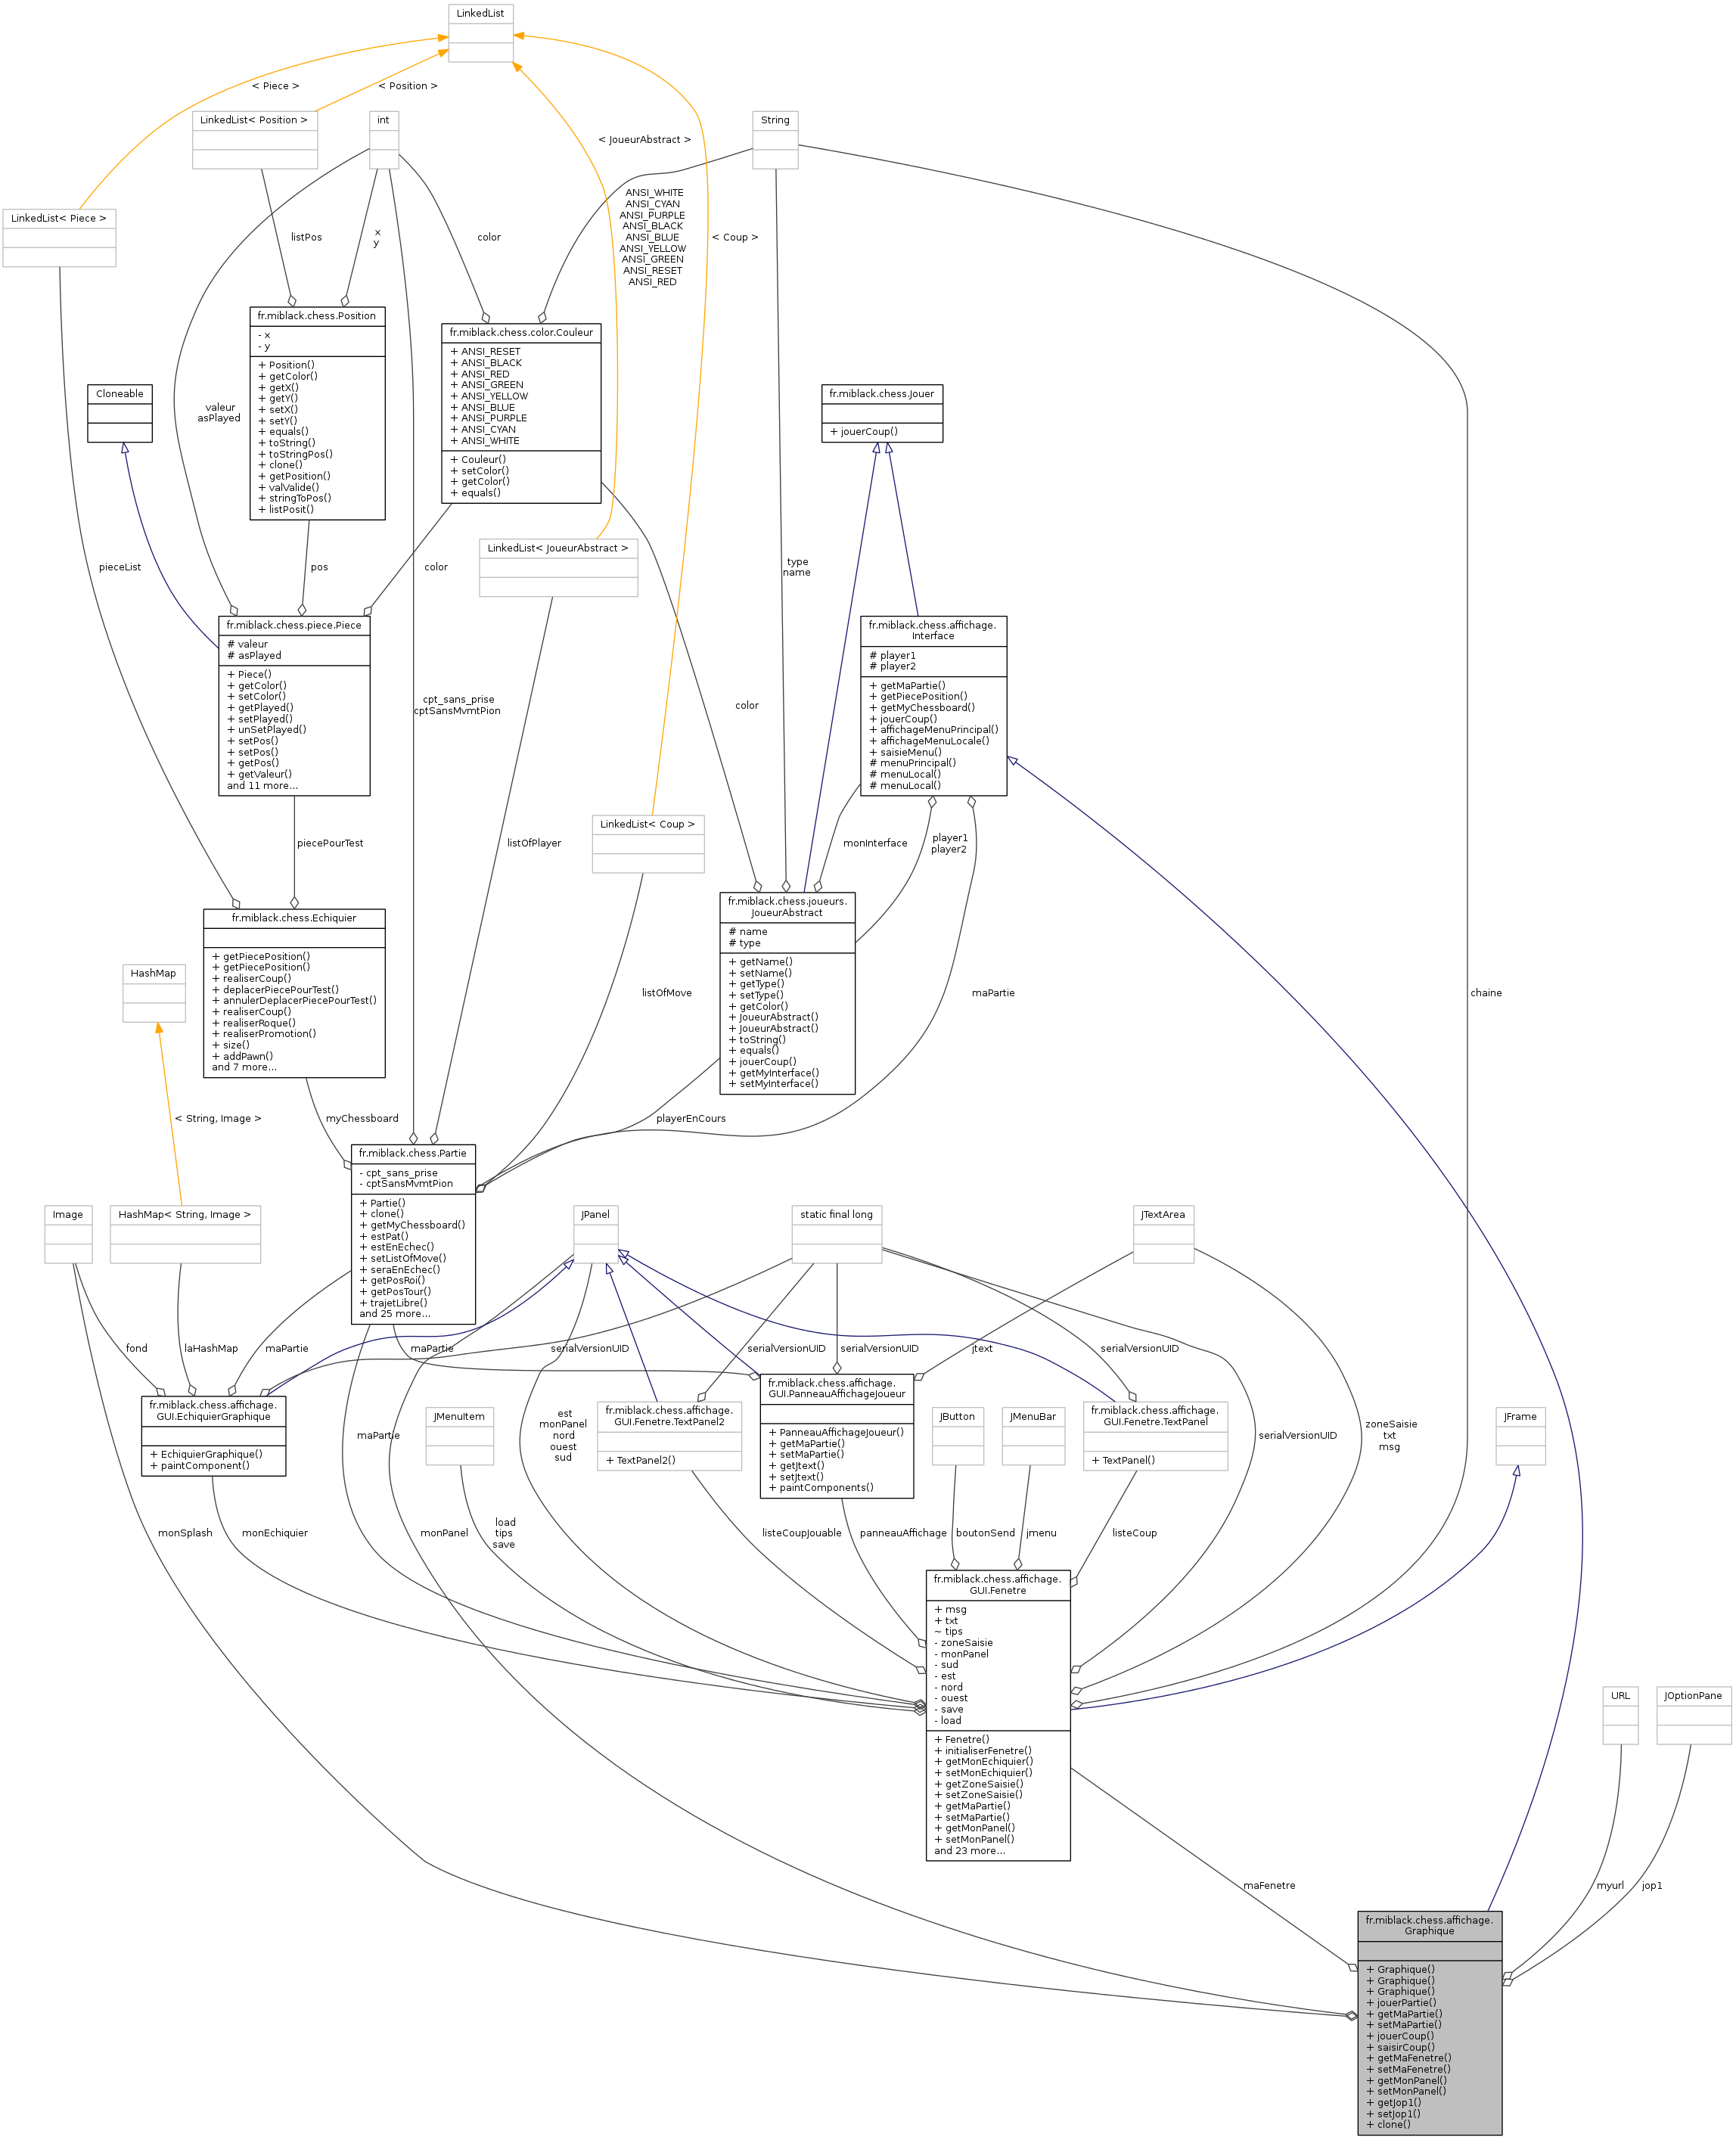 LinkedList
< Piece >
< Position >
LinkedList< Position >
int
String
< JoueurAbstract >
ANSI_WHITE
ANSI_CYAN
ANSI_PURPLE
ANSI_BLACK
ANSI_BLUE
ANSI_YELLOW
ANSI_GREEN
ANSI_RESET
ANSI_RED
LinkedList< Piece >
listPos
x
y
color
< Coup >
fr.miblack.chess.Position
- x
- y
+ Position()
+ getColor()
+ getX()
+ getY()
+ setX()
+ setY()
+ equals()
+ toString()
+ toStringPos()
+ clone()
+ getPosition()
+ valValide()
+ stringToPos()
+ listPosit()
fr.miblack.chess.color.Couleur
+ ANSI_RESET
+ ANSI_BLACK
+ ANSI_RED
+ ANSI_GREEN
+ ANSI_YELLOW
+ ANSI_BLUE
+ ANSI_PURPLE
+ ANSI_CYAN
+ ANSI_WHITE
+ Couleur()
+ setColor()
+ getColor()
+ equals()
Cloneable
valeur
asPlayed
fr.miblack.chess.Jouer
+ jouerCoup()
LinkedList< JoueurAbstract >
pieceList
pos
color
type
name
fr.miblack.chess.piece.Piece
# valeur
# asPlayed
+ Piece()
+ getColor()
+ setColor()
+ getPlayed()
+ setPlayed()
+ unSetPlayed()
+ setPos()
+ setPos()
+ getPos()
+ getValeur()
and 11 more...
fr.miblack.chess.affichage.
Interface
# player1
# player2
+ getMaPartie()
+ getPiecePosition()
+ getMyChessboard()
+ jouerCoup()
+ affichageMenuPrincipal()
+ affichageMenuLocale()
+ saisieMenu()
# menuPrincipal()
# menuLocal()
# menuLocal()
cpt_sans_prise
cptSansMvmtPion
color
LinkedList< Coup >
piecePourTest
listOfPlayer
monInterface
player1
player2
fr.miblack.chess.Echiquier
+ getPiecePosition()
+ getPiecePosition()
+ realiserCoup()
+ deplacerPiecePourTest()
+ annulerDeplacerPiecePourTest()
+ realiserCoup()
+ realiserRoque()
+ realiserPromotion()
+ size()
+ addPawn()
and 7 more...
fr.miblack.chess.joueurs.
JoueurAbstract
# name
# type
+ getName()
+ setName()
+ getType()
+ setType()
+ getColor()
+ JoueurAbstract()
+ JoueurAbstract()
+ toString()
+ equals()
+ jouerCoup()
+ getMyInterface()
+ setMyInterface()
HashMap
listOfMove
maPartie
chaine
< String, Image >
myChessboard
playerEnCours
fr.miblack.chess.Partie
- cpt_sans_prise
- cptSansMvmtPion
+ Partie()
+ clone()
+ getMyChessboard()
+ estPat()
+ estEnEchec()
+ setListOfMove()
+ seraEnEchec()
+ getPosRoi()
+ getPosTour()
+ trajetLibre()
and 25 more...
Image
HashMap< String, Image >
JPanel
static final long
JTextArea
fond
laHashMap
maPartie
maPartie
serialVersionUID
serialVersionUID
serialVersionUID
jtext
serialVersionUID
fr.miblack.chess.affichage.
GUI.EchiquierGraphique
+ EchiquierGraphique()
+ paintComponent()
maPartie
JMenuItem
est
monPanel
nord
ouest
sud
fr.miblack.chess.affichage.
GUI.Fenetre.TextPanel2
+ TextPanel2()
fr.miblack.chess.affichage.
GUI.PanneauAffichageJoueur
+ PanneauAffichageJoueur()
+ getMaPartie()
+ setMaPartie()
+ getJtext()
+ setJtext()
+ paintComponents()
JButton
JMenuBar
fr.miblack.chess.affichage.
GUI.Fenetre.TextPanel
+ TextPanel()
serialVersionUID
zoneSaisie
txt
msg
JFrame
monSplash
monEchiquier
monPanel
load
tips
save
listeCoupJouable
panneauAffichage
boutonSend
jmenu
listeCoup
fr.miblack.chess.affichage.
GUI.Fenetre
+ msg
+ txt
~ tips
- zoneSaisie
- monPanel
- sud
- est
- nord
- ouest
- save
- load
+ Fenetre()
+ initialiserFenetre()
+ getMonEchiquier()
+ setMonEchiquier()
+ getZoneSaisie()
+ setZoneSaisie()
+ getMaPartie()
+ setMaPartie()
+ getMonPanel()
+ setMonPanel()
and 23 more...
URL
JOptionPane
maFenetre
myurl
jop1
fr.miblack.chess.affichage.
Graphique
+ Graphique()
+ Graphique()
+ Graphique()
+ jouerPartie()
+ getMaPartie()
+ setMaPartie()
+ jouerCoup()
+ saisirCoup()
+ getMaFenetre()
+ setMaFenetre()
+ getMonPanel()
+ setMonPanel()
+ getJop1()
+ setJop1()
+ clone()